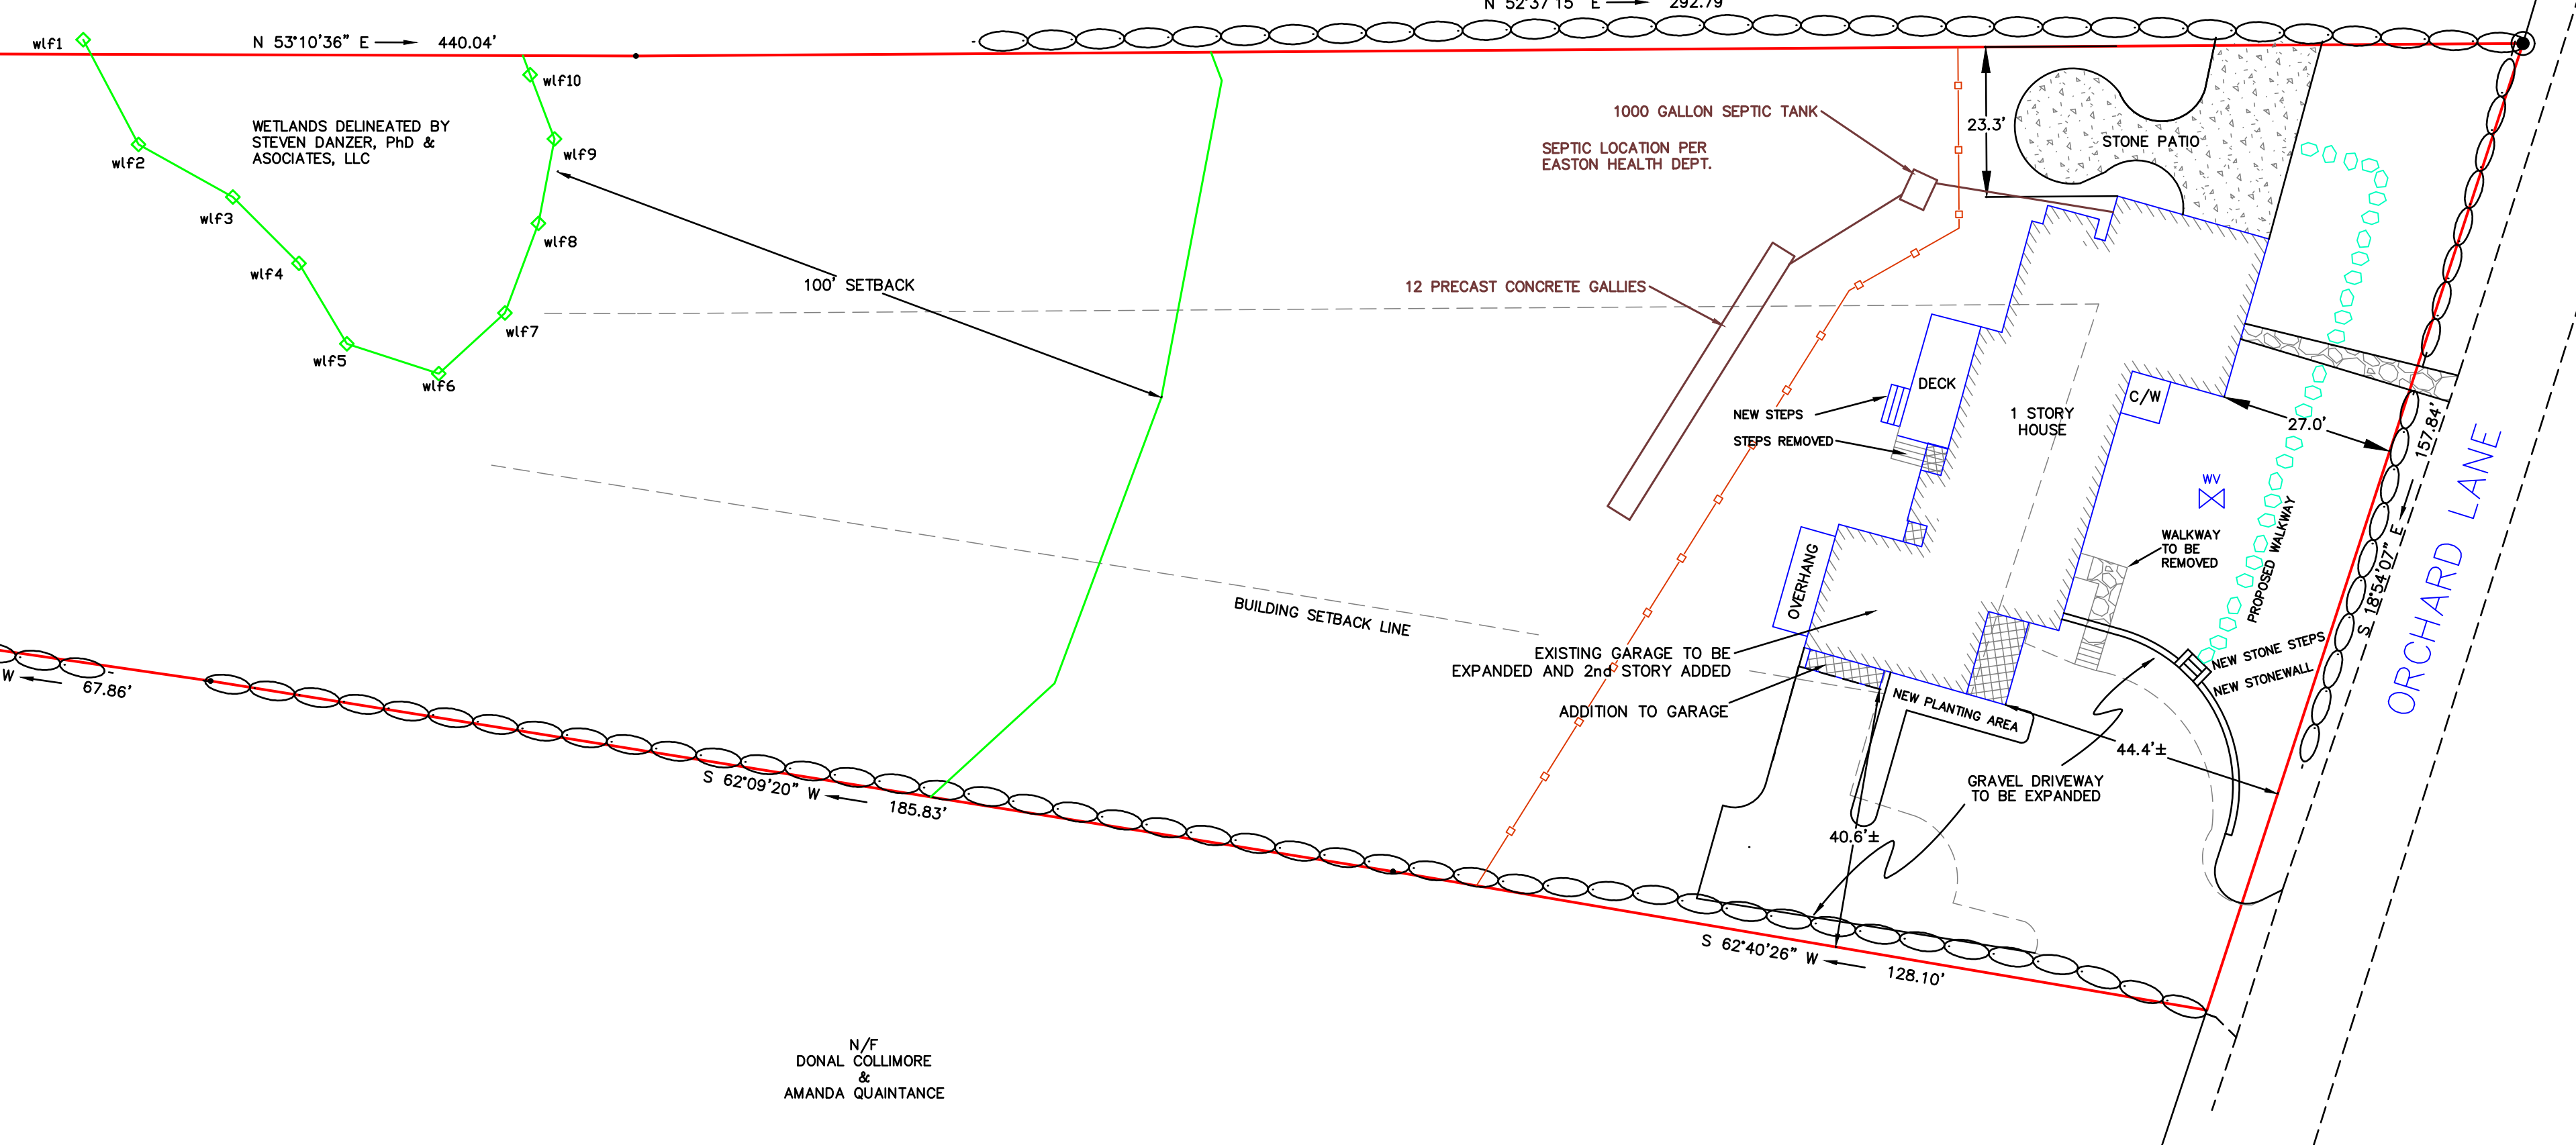 N 52°37'15" E 292.79'
N 53°10'36" E 440.04'
wlf1
wlf2
wlf3
wlf4
wlf5
wlf6
wlf7
wlf8
wlf9
wlf10
WETLANDS DELINEATED BY
STEVEN DANZER, PhD &
ASOCIATES, LLC
100' SETBACK
1000 GALLON SEPTIC TANK
SEPTIC LOCATION PER
EASTON HEALTH DEPT.
12 PRECAST CONCRETE GALLIES
23.3'
STONE PATIO
DECK
NEW STEPS
STEPS REMOVED
1 STORY
HOUSE
C/W
27.0'
157.84'
S 18°54'07" E
ORCHARD LANE
WV
WALKWAY
TO BE
REMOVED
PROPOSED WALKWAY
OVERHANG
BUILDING SETBACK LINE
EXISTING GARAGE TO BE
EXPANDED AND 2nd STORY ADDED
ADDITION TO GARAGE
NEW PLANTING AREA
NEW STONE STEPS
NEW STONEWALL
44.4'±
GRAVEL DRIVEWAY
TO BE EXPANDED
40.6'±
W 67.86'
S 62°09'20" W 185.83'
S 62°40'26" W 128.10'
N/F
DONAL COLLIMORE
&
AMANDA QUAINTANCE